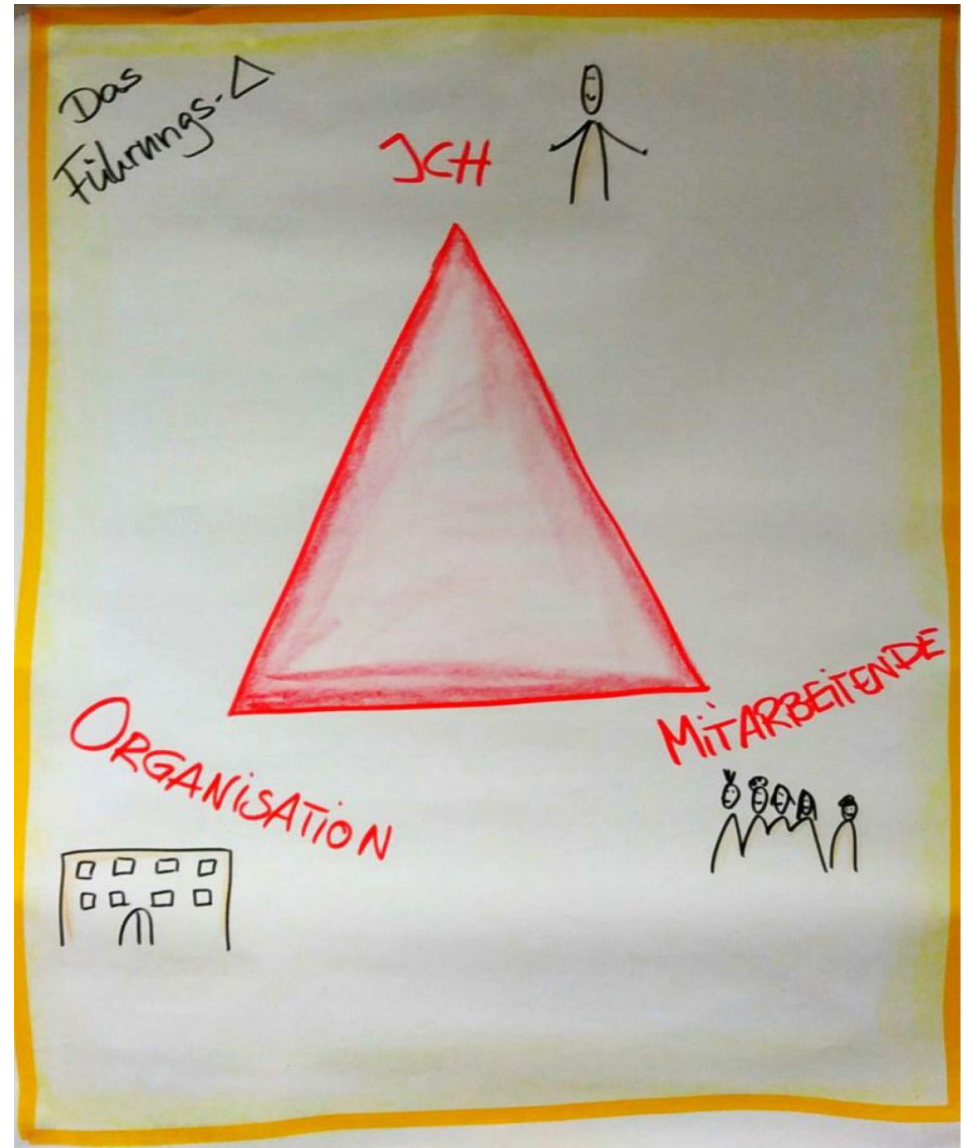 Das
Führungs-△
ICH
ORGANiSATiON
MiTARBEiTENDE